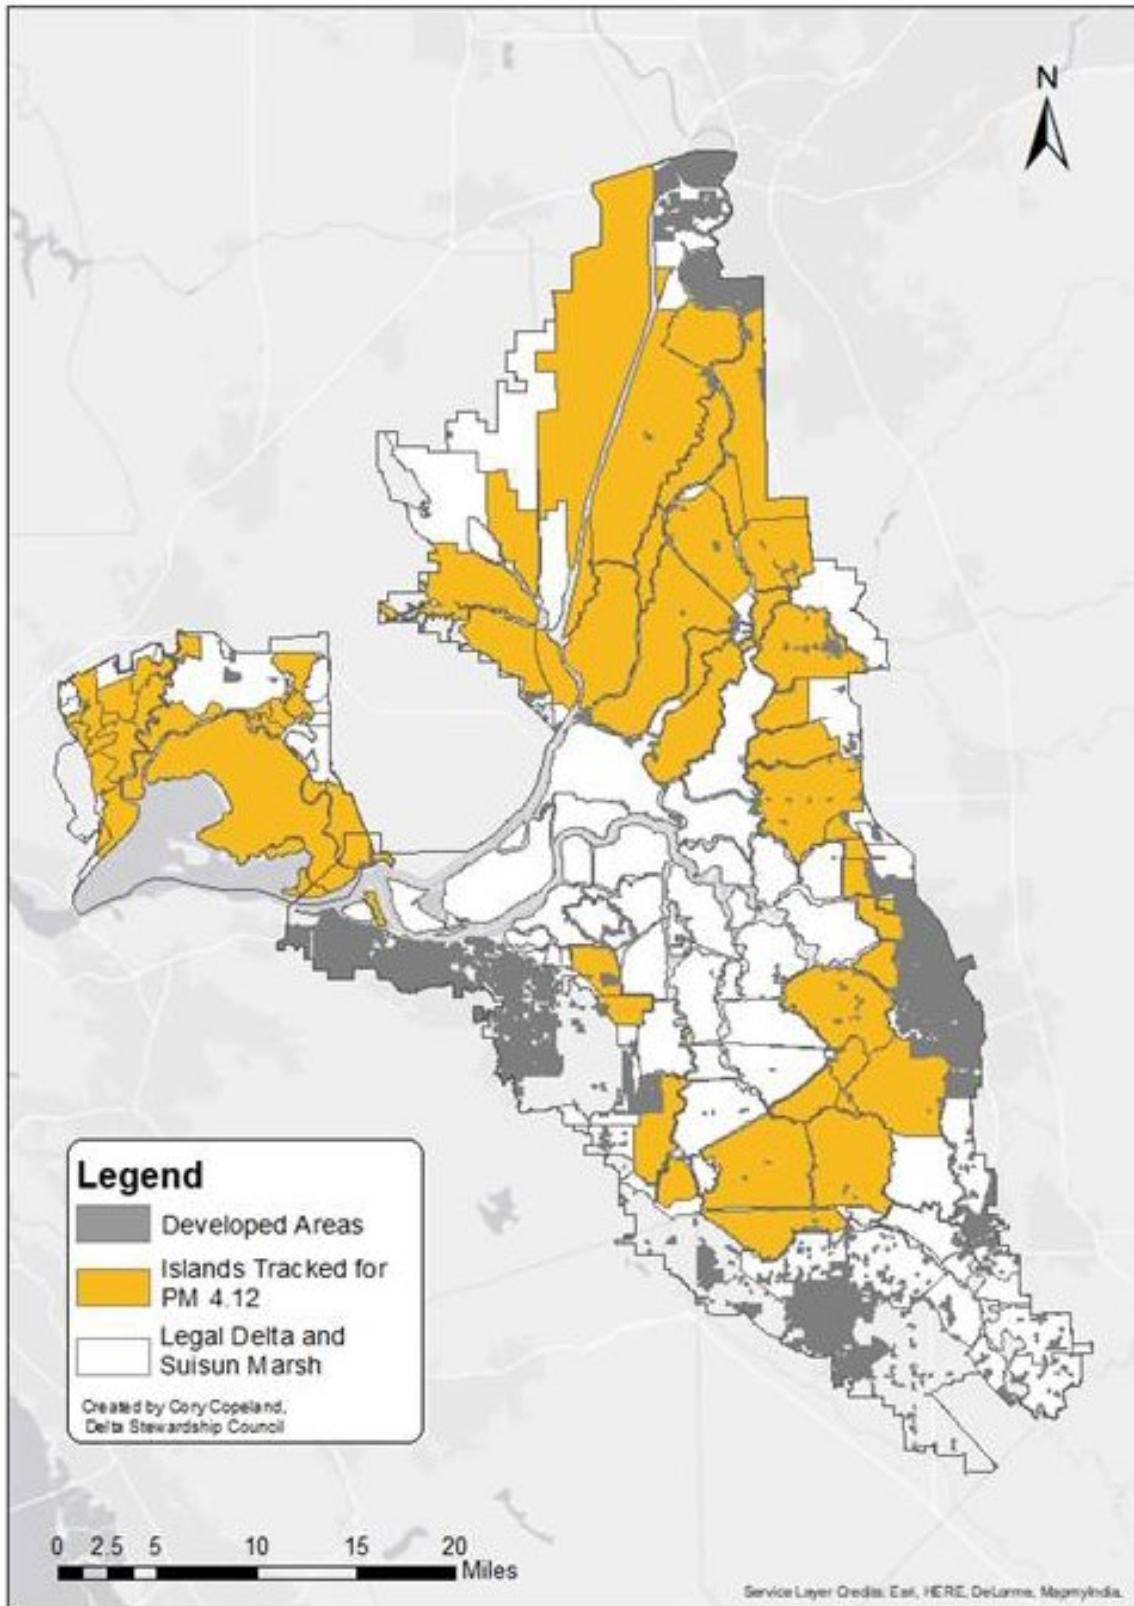 N
Legend
Developed Areas
Islands Tracked for
PM 4.12
Legal Delta and
Suisun Marsh
Created by Cory Copeland,
Delta Stewardship Council
0 2.5 5 10 15 20
Miles
Service Layer Credits: Esri, HERE, DeLorme, MapmyIndia,